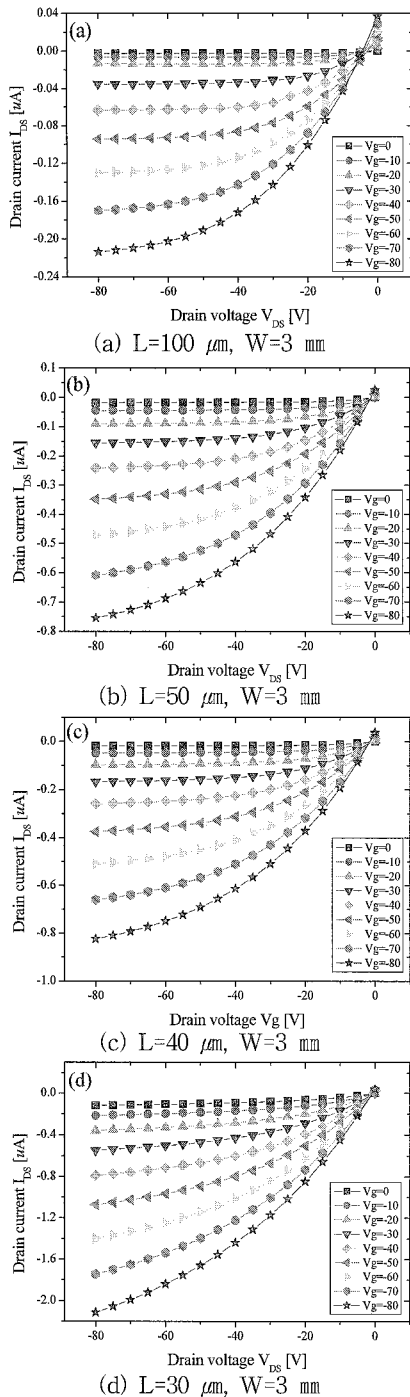 (a)
0.04
0.00
-0.04
-0.08
-0.12
-0.16
-0.20
-0.24
Drain current I_DS [uA]
Vg=0
Vg=-10
Vg=-20
Vg=-30
Vg=-40
Vg=-50
Vg=-60
Vg=-70
Vg=-80
-80 -60 -40 -20 0
Drain voltage V_DS [V]
(a) L=100 μm, W=3 mm
(b)
0.1
0.0
-0.1
-0.2
-0.3
-0.4
-0.5
-0.6
-0.7
-0.8
Drain current I_DS [uA]
Vg=0
Vg=-10
Vg=-20
Vg=-30
Vg=-40
Vg=-50
Vg=-60
Vg=-70
Vg=-80
-80 -60 -40 -20 0
Drain voltage V_DS [V]
(b) L=50 μm, W=3 mm
(c)
0.0
-0.2
-0.4
-0.6
-0.8
-1.0
Drain current I_DS [uA]
Vg=0
Vg=-10
Vg=-20
Vg=-30
Vg=-40
Vg=-50
Vg=-60
Vg=-70
Vg=-80
-80 -60 -40 -20 0
Drain voltage Vg [V]
(c) L=40 μm, W=3 mm
(d)
0.0
-0.4
-0.8
-1.2
-1.6
-2.0
Drain current I_DS [uA]
Vg=0
Vg=-10
Vg=-20
Vg=-30
Vg=-40
Vg=-50
Vg=-60
Vg=-70
Vg=-80
-80 -60 -40 -20 0
Drain voltage V_DS [V]
(d) L=30 μm, W=3 mm